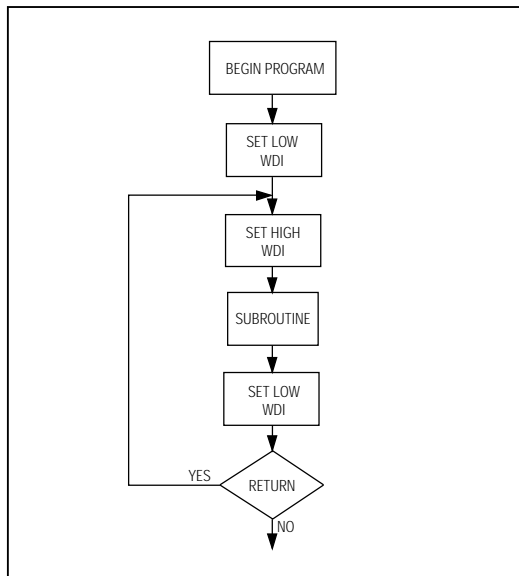 BEGIN PROGRAM
SET LOW
WDI
SET HIGH
WDI
SUBROUTINE
SET LOW
WDI
YES
RETURN
NO